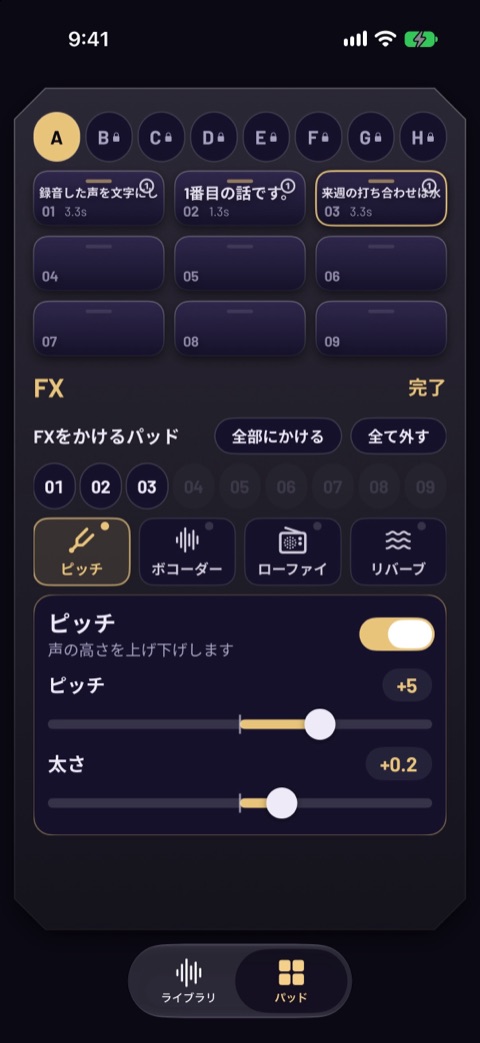 9:41
A B C D E F G H
録音した声を文字にし 1
01 3.3s
1番目の話です。 1
02 1.3s
来週の打ち合わせは水 1
03 3.3s
04 05 06
07 08 09
FX 完了
FXをかけるパッド 全部にかける 全て外す
01 02 03 04 05 06 07 08 09
ピッチ ボコーダー ローファイ リバーブ
ピッチ
声の高さを上げ下げします
ピッチ +5
太さ +0.2
ライブラリ パッド